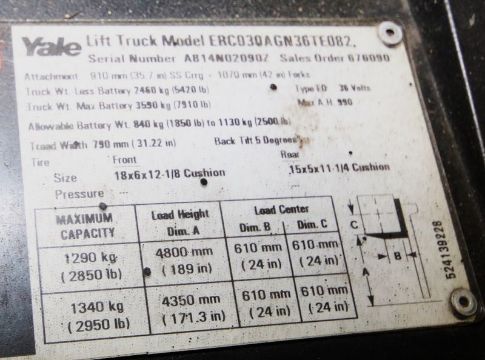 Yale Lift Truck Model ERC030AGN36TE082,
Serial Number A814N02090Z Sales Order 676090
Attachment 910 mm (35.7 in) SS Crrg - 1070 mm (42 in) Forks
Truck Wt. Less Battery 2460 kg (5420 lb) Type EO 36 Volts
Truck Wt. Max Battery 3590 kg (7910 lb) Max A.H. 990
Allowable Battery Wt. 840 kg (1850 lb) to 1130 kg (2500 lb)
Tread Width 790 mm (31.22 in) Back Tilt 5 Degrees
Tire Front Rear
Size 18x6x12-1/8 Cushion 15x5x11-1/4 Cushion
Pressure
MAXIMUM CAPACITY Load Height Dim. A Load Center Dim. B Dim. C
1290 kg (2850 lb) 4800 mm (189 in) 610 mm (24 in) 610 mm (24 in)
1340 kg (2950 lb) 4350 mm (171.3 in) 610 mm (24 in) 610 mm (24 in)
C
B
A
524139228